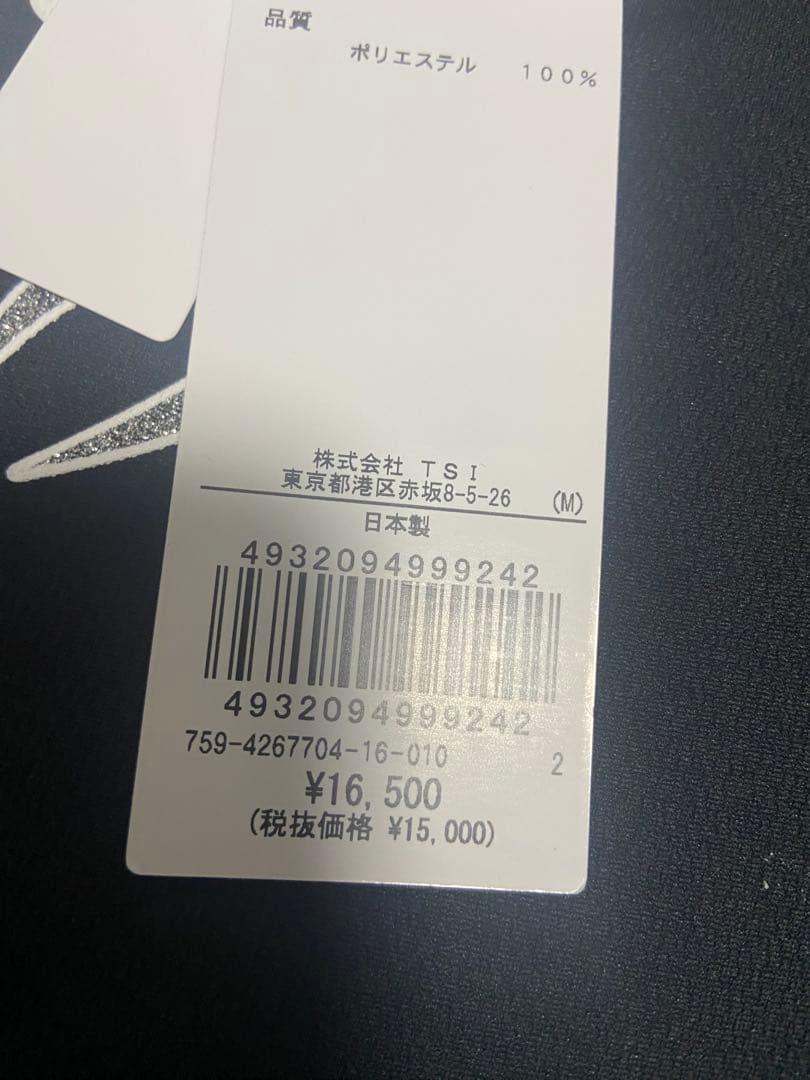 品質
ポリエステル 100%
株式会社 TSI
東京都港区赤坂8-5-26 (M)
日本製
4932094999242
4932094999242
759-4267704-16-010 2
¥16,500
(税抜価格 ¥15,000)